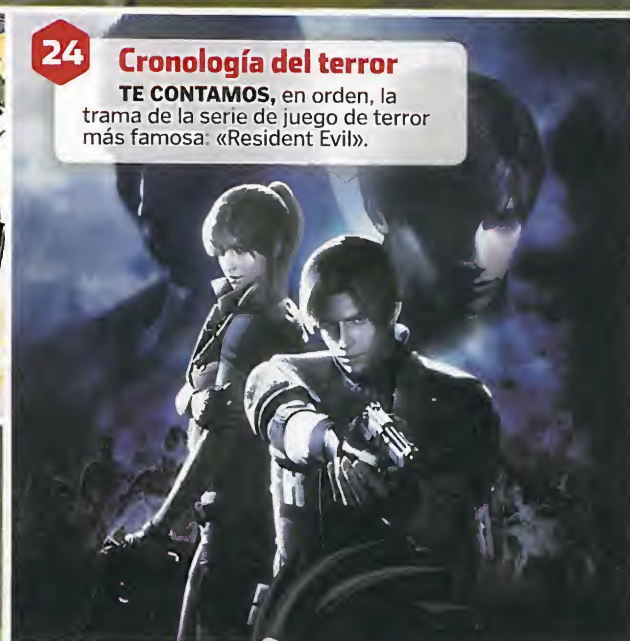 24
Cronología del terror
TE CONTAMOS, en orden, la
trama de la serie de juego de terror
más famosa: «Resident Evil».